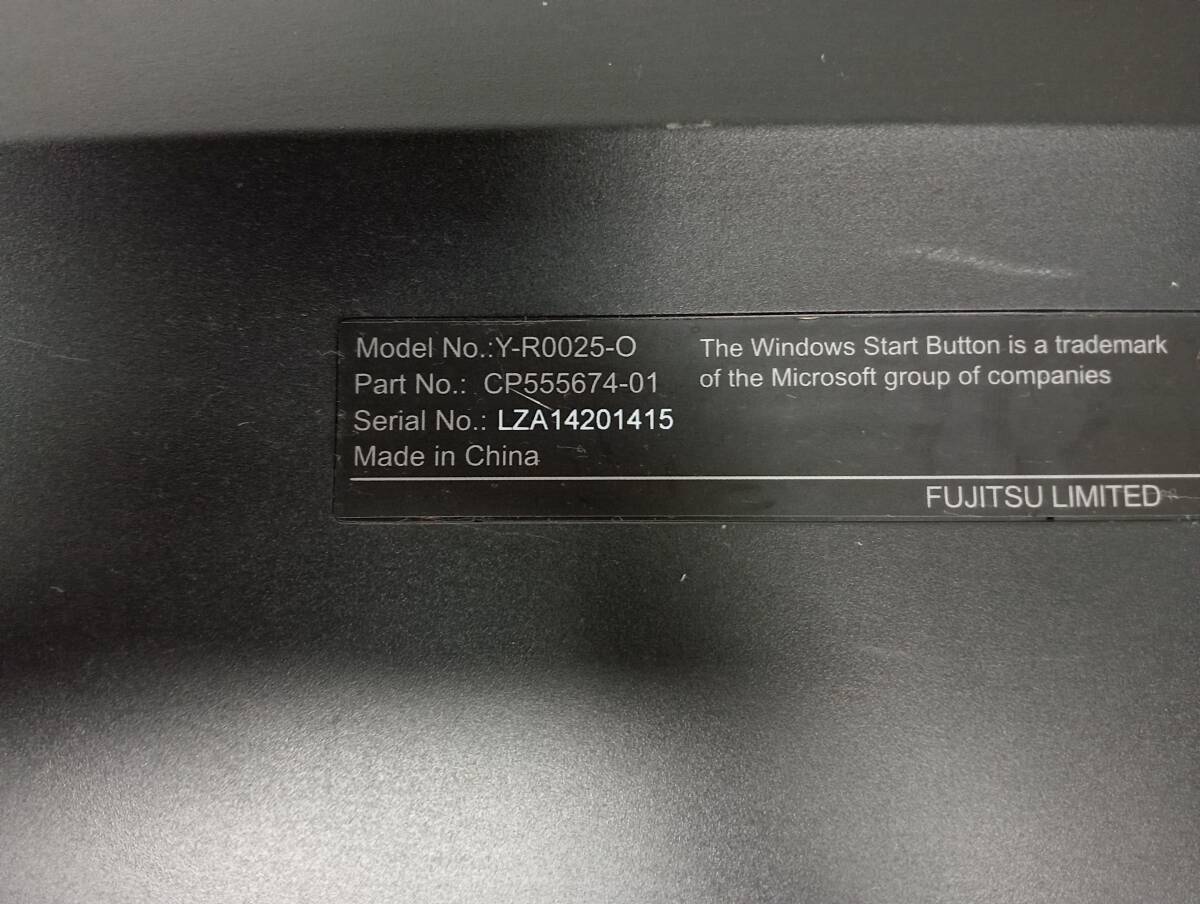 Model No.:Y-R0025-O
Part No.: CP555674-01
Serial No.: LZA14201415
Made in China
The Windows Start Button is a trademark
of the Microsoft group of companies
FUJITSU LIMITED